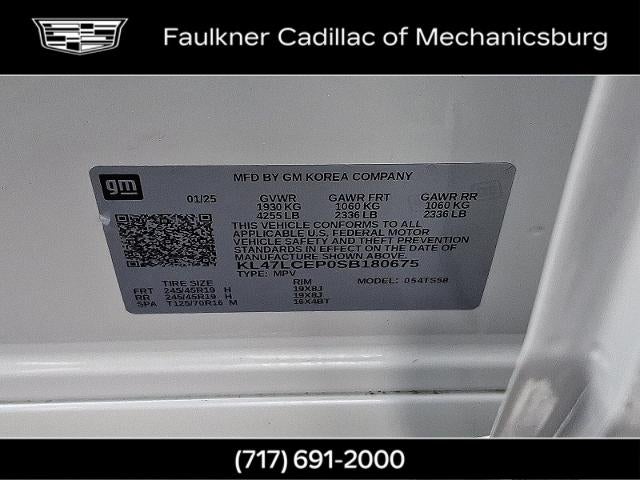 Faulkner Cadillac of Mechanicsburg
gm
MFD BY GM KOREA COMPANY
01/25 GVWR GAWR FRT GAWR RR
1930 KG 1060 KG 1060 KG
4255 LB 2336 LB 2336 LB
THIS VEHICLE CONFORMS TO ALL
APPLICABLE U.S. FEDERAL MOTOR
VEHICLE SAFETY AND THEFT PREVENTION
STANDARDS IN EFFECT ON THE DATE OF
MANUFACTURE SHOWN ABOVE.
KL47LCEP0SB180675
TYPE: MPV MODEL:
TIRE SIZE RIM
FRT 245/45R19 H 19X8J
RR 245/45R19 H 19X8J
SPA T125/70R16 M 16X4BT
(717) 691-2000